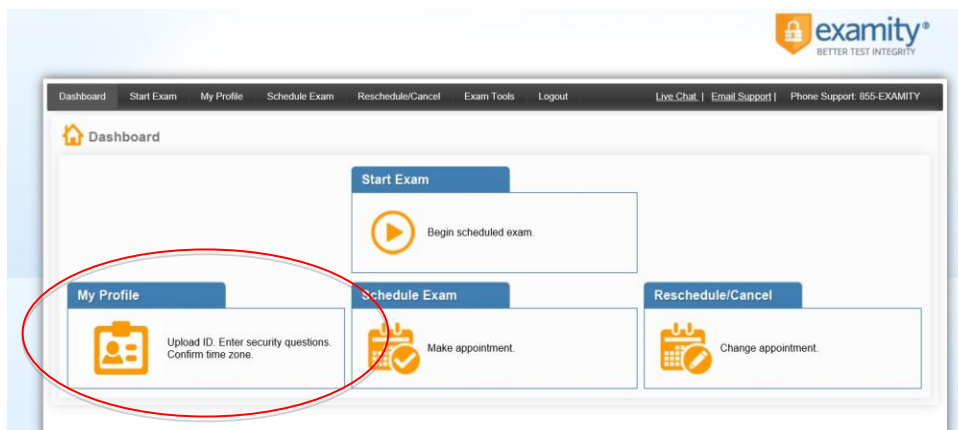 examity®
BETTER TEST INTEGRITY
Dashboard Start Exam My Profile Schedule Exam Reschedule/Cancel Exam Tools Logout Live Chat | Email Support | Phone Support: 855-EXAMITY
Dashboard
Start Exam
Begin scheduled exam.
My Profile
Upload ID. Enter security questions.
Confirm time zone.
Schedule Exam
Make appointment.
Reschedule/Cancel
Change appointment.